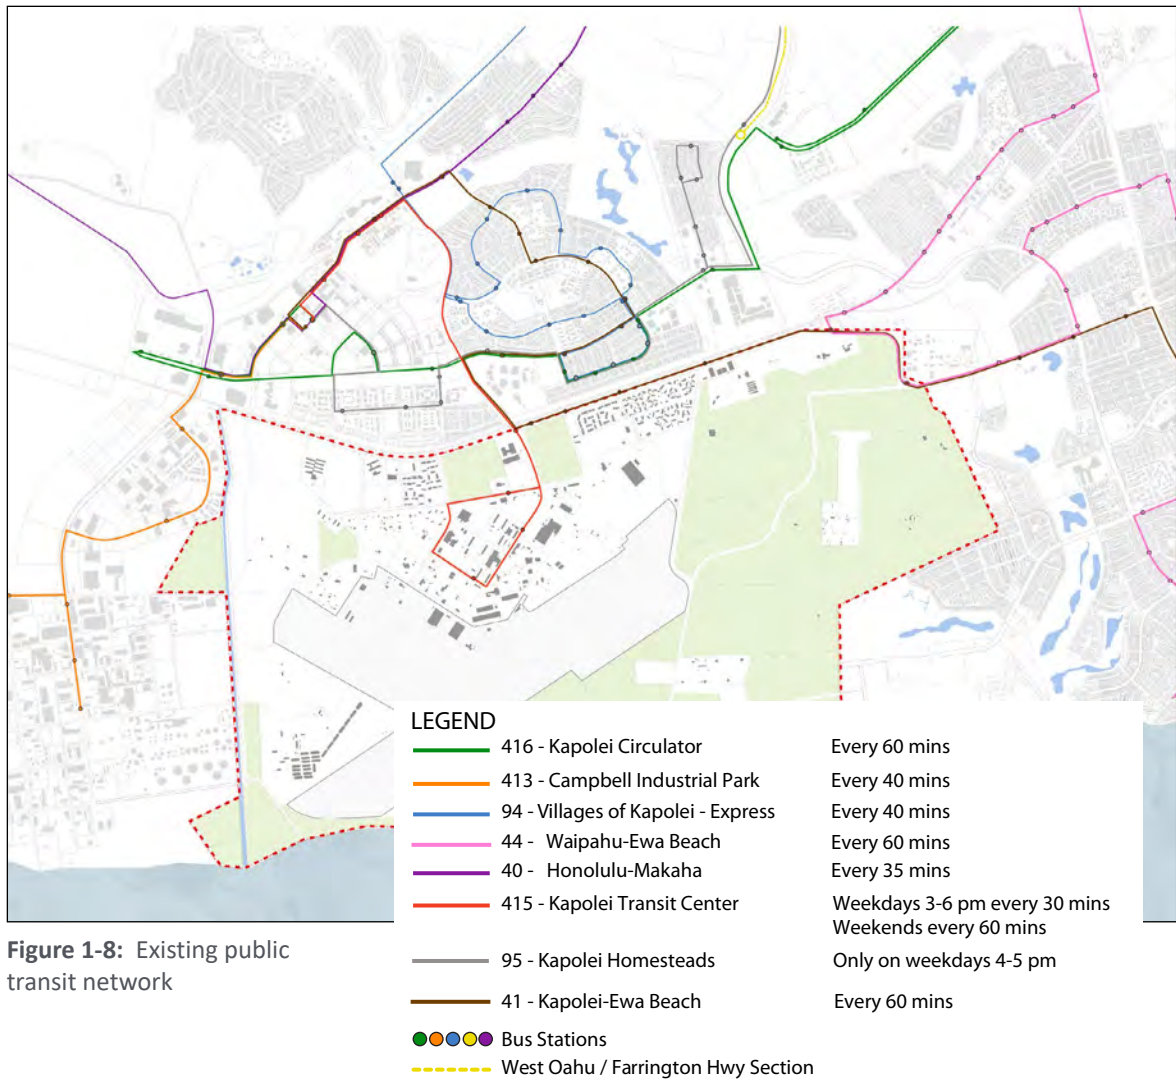 LEGEND
416 - Kapolei Circulator Every 60 mins
413 - Campbell Industrial Park Every 40 mins
94 - Villages of Kapolei - Express Every 40 mins
44 - Waipahu-Ewa Beach Every 60 mins
40 - Honolulu-Makaha Every 35 mins
415 - Kapolei Transit Center Weekdays 3-6 pm every 30 mins
Weekends every 60 mins
95 - Kapolei Homesteads Only on weekdays 4-5 pm
41 - Kapolei-Ewa Beach Every 60 mins
Bus Stations
West Oahu / Farrington Hwy Section
Figure 1-8: Existing public
transit network